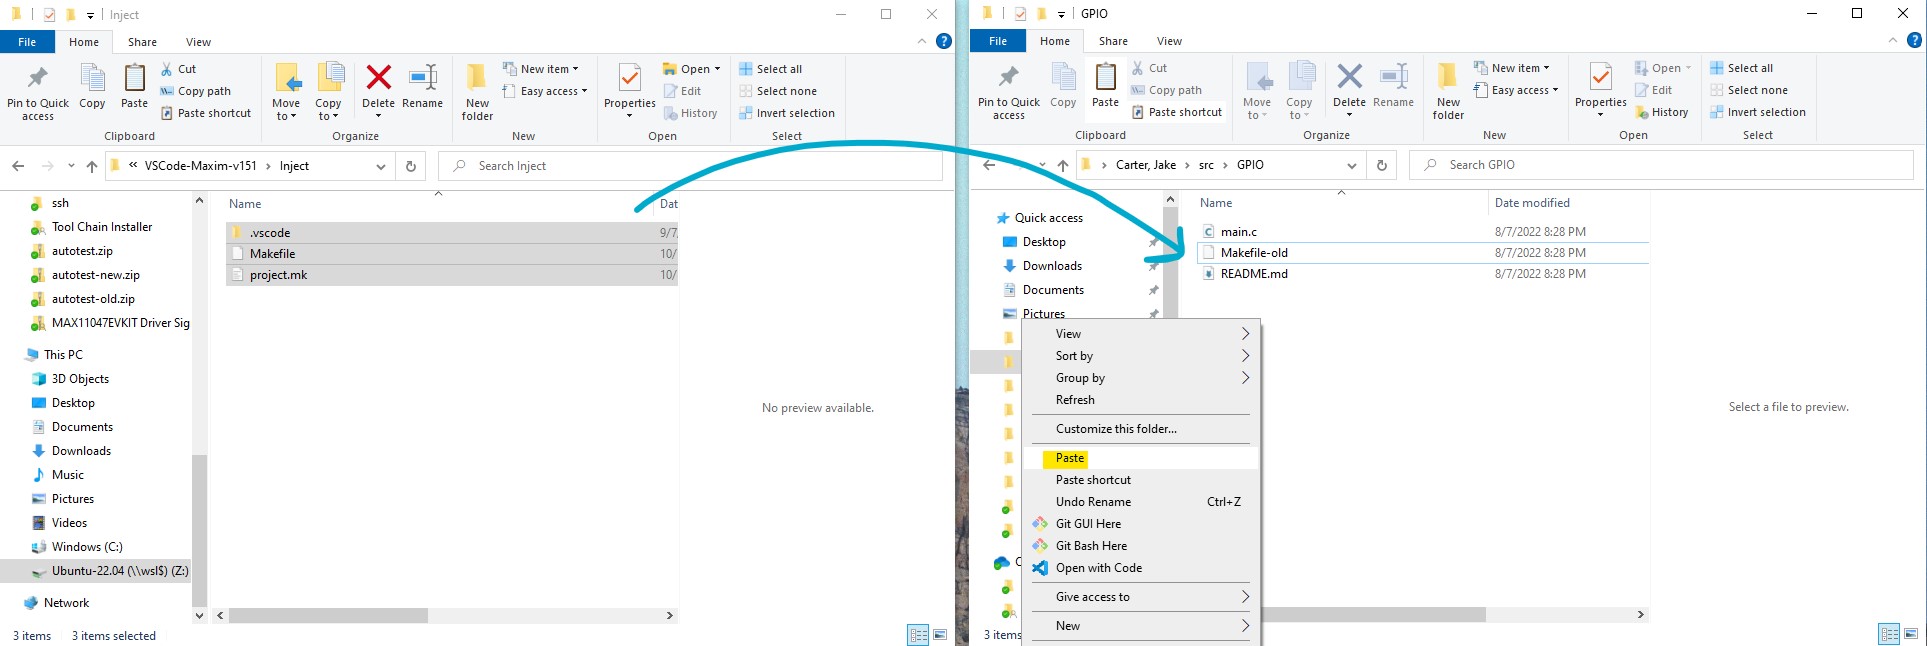 Inject
File Home Share View
Pin to Quick access
Copy
Paste
Cut
Copy path
Paste shortcut
Clipboard
Move to
Copy to
Delete
Rename
Organize
New folder
New item
Easy access
New
Properties
Open
Edit
History
Open
Select all
Select none
Invert selection
Select
« VSCode-Maxim-v151 > Inject
Search Inject
ssh
Tool Chain Installer
autotest.zip
autotest-new.zip
autotest-old.zip
MAX11047EVKIT Driver Sig
This PC
3D Objects
Desktop
Documents
Downloads
Music
Pictures
Videos
Windows (C:)
Ubuntu-22.04 (\\wsl$) (Z:)
Network
Name Dat
.vscode 9/7,
Makefile 10/
project.mk 10/
No preview available.
3 items 3 items selected
GPIO
File Home Share View
Pin to Quick access
Copy
Paste
Cut
Copy path
Paste shortcut
Clipboard
Move to
Copy to
Delete
Rename
Organize
New folder
New item
Easy access
New
Properties
Open
Edit
History
Open
Select all
Select none
Invert selection
Select
> Carter, Jake > src > GPIO
Search GPIO
Quick access
Desktop
Downloads
Documents
Pictures
Name Date modified
main.c 8/7/2022 8:28 PM
Makefile-old 8/7/2022 8:28 PM
README.md 8/7/2022 8:28 PM
View
Sort by
Group by
Refresh
Customize this folder...
Paste
Paste shortcut
Undo Rename Ctrl+Z
Git GUI Here
Git Bash Here
Open with Code
Give access to
New
Select a file to preview.
3 items